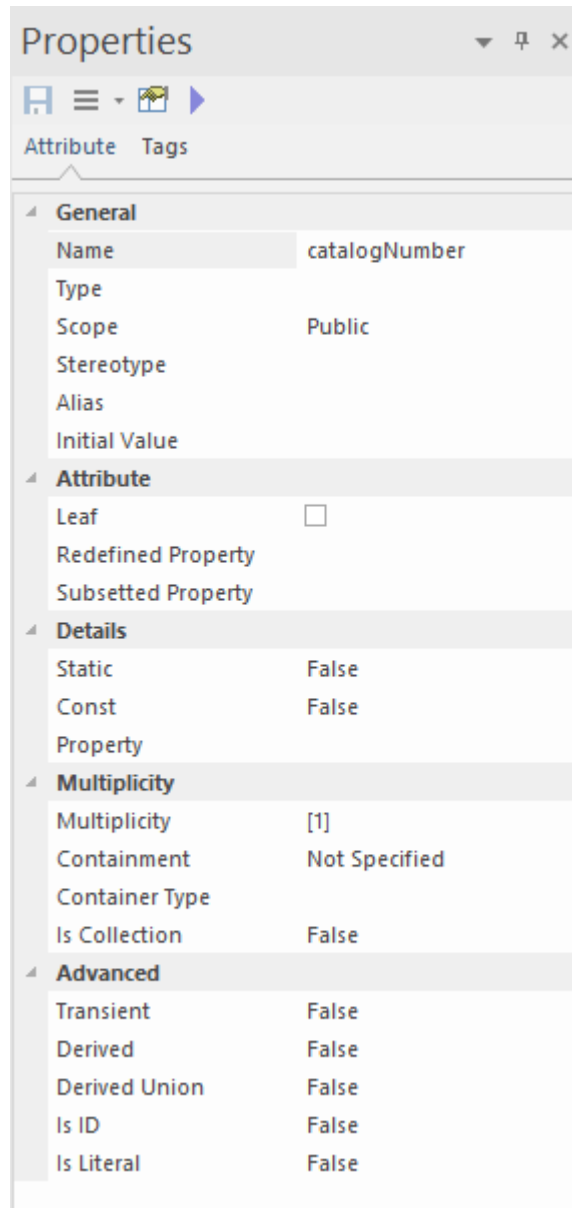 Properties
Attribute Tags
General
Name catalogNumber
Type
Scope Public
Stereotype
Alias
Initial Value
Attribute
Leaf
Redefined Property
Subsetted Property
Details
Static False
Const False
Property
Multiplicity
Multiplicity [1]
Containment Not Specified
Container Type
Is Collection False
Advanced
Transient False
Derived False
Derived Union False
Is ID False
Is Literal False